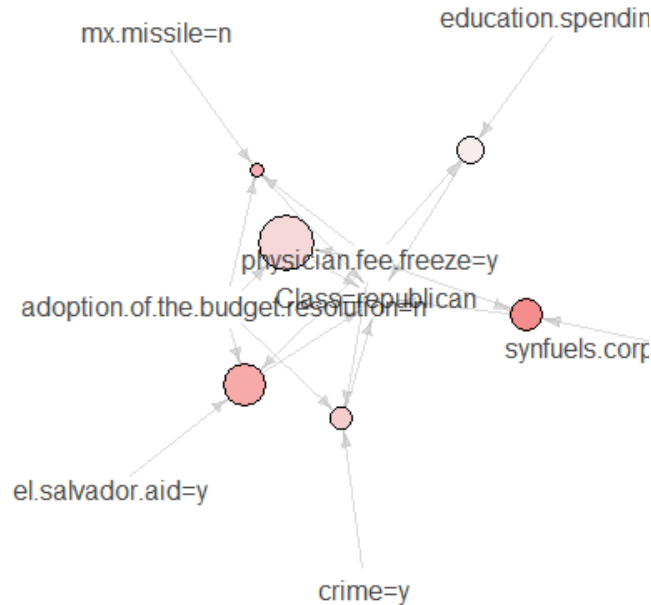 education.spendin
mx.missile=n
physician.fee.freeze=y
Class=republican
adoption.of.the.budget.resolution=n
synfuels.corp
el.salvador.aid=y
crime=y